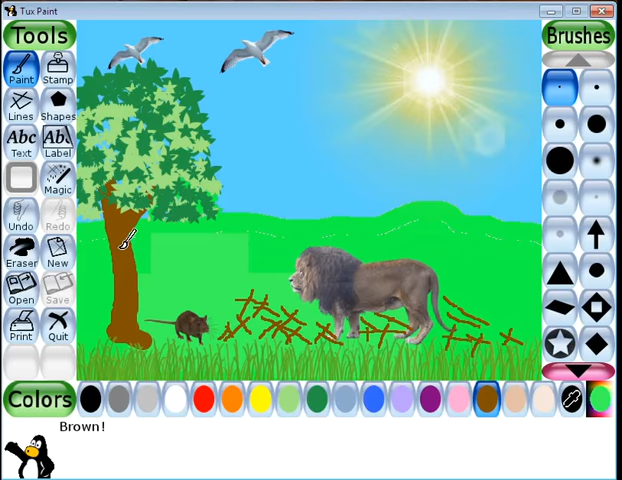 Tux Paint
Tools
Brushes
Paint
Stamp
Lines
Shapes
Abc
Text
Abc
Label
Magic
Undo
Redo
Eraser
New
Open
Save
Print
Quit
Colors
Brown!